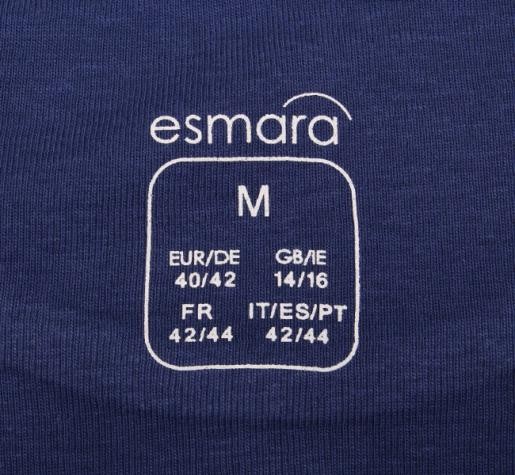 esmara
M
EUR/DE GB/IE
40/42 14/16
FR IT/ES/PT
42/44 42/44